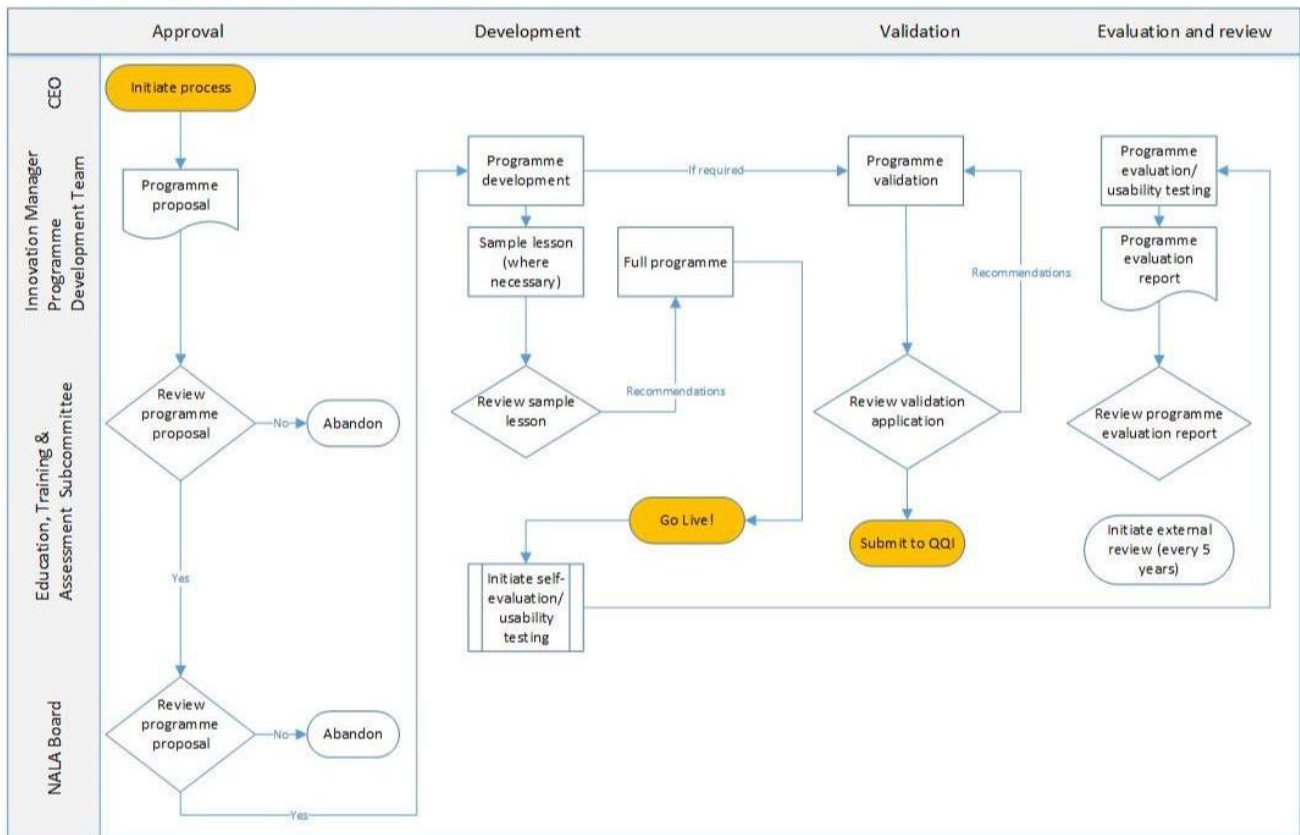 Approval
Development
Validation
Evaluation and review
CEO
Innovation Manager
Programme
Development Team
Education, Training &
Assessment Subcommittee
NALA Board
Initiate process
Programme
proposal
Review
programme
proposal
No
Abandon
Yes
Review
programme
proposal
No
Abandon
Yes
Programme
development
If required
Sample lesson
(where
necessary)
Full programme
Review sample
lesson
Recommendations
Go Live!
Initiate self-
evaluation/
usability
testing
Programme
validation
Recommendations
Review validation
application
Submit to QQI
Programme
evaluation/
usability testing
Programme
evaluation
report
Review programme
evaluation report
Initiate external
review (every 5
years)